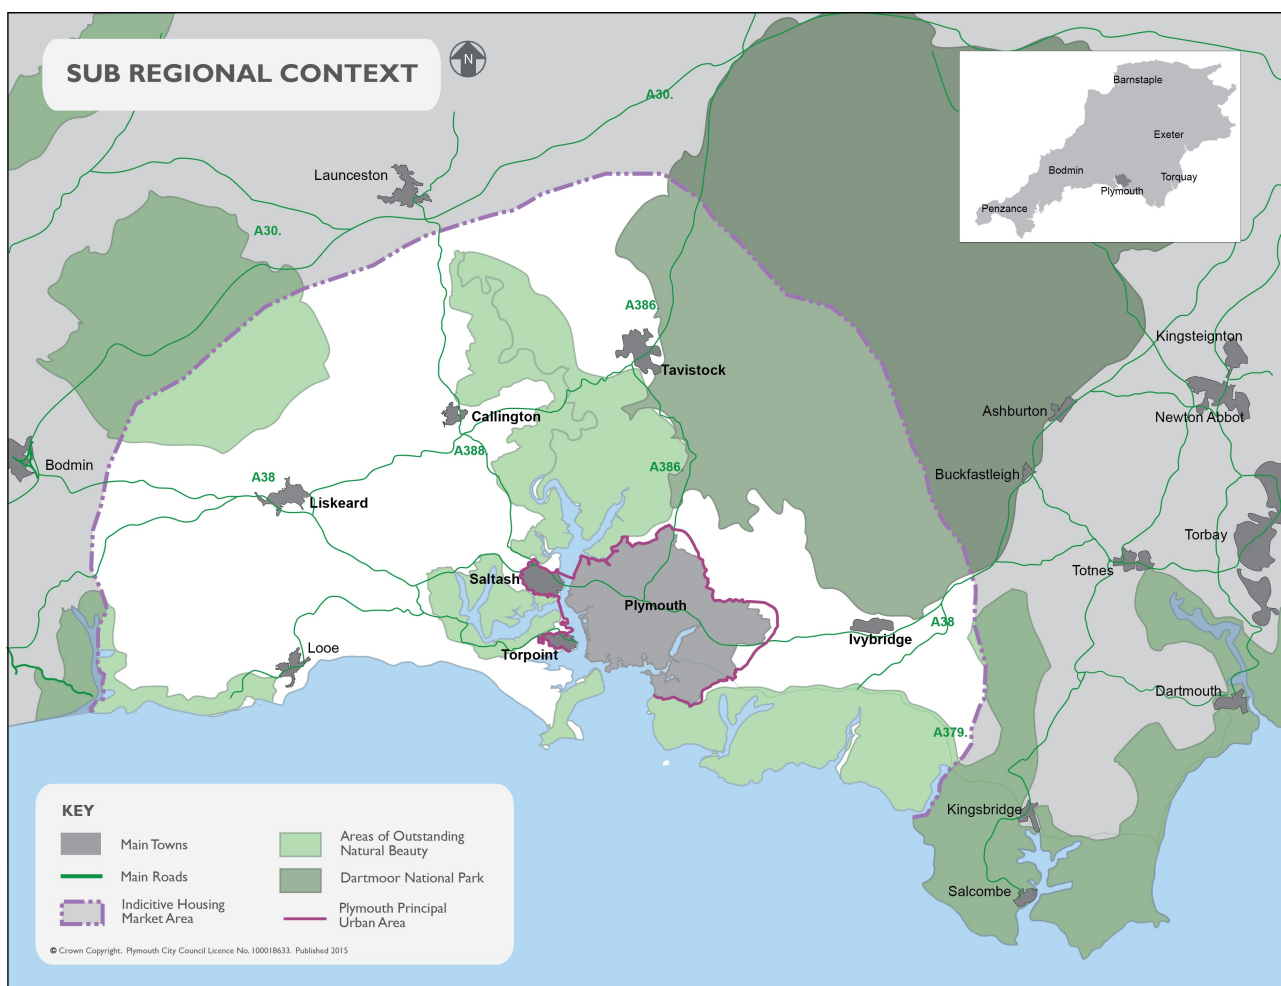 SUB REGIONAL CONTEXT
N
A30.
Barnstaple
Exeter
Bodmin
Torquay
Plymouth
Penzance
Launceston
A30.
A386.
Kingsteignton
Tavistock
Ashburton
Newton Abbot
Callington
A388.
A386.
Bodmin
A38
Buckfastleigh
Liskeard
Torbay
Totnes
Saltash
Plymouth
A38
Ivybridge
Looe
Torpoint
Dartmouth
A379.
Kingsbridge
Salcombe
KEY
Main Towns
Main Roads
Indicitive Housing
Market Area
Areas of Outstanding
Natural Beauty
Dartmoor National Park
Plymouth Principal
Urban Area
© Crown Copyright. Plymouth City Council Licence No. 100018633. Published 2015